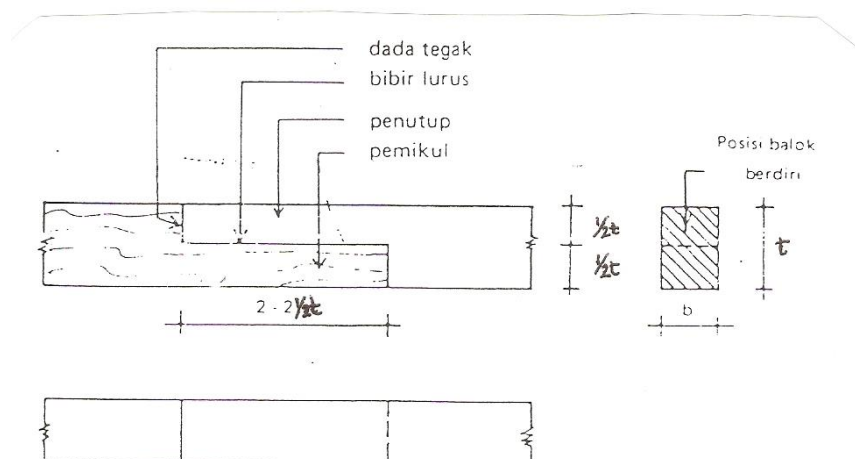 dada tegak
bibir lurus
penutup
pemikul
Posisi balok
berdiri
½t
½t
t
2 - 2½t
b